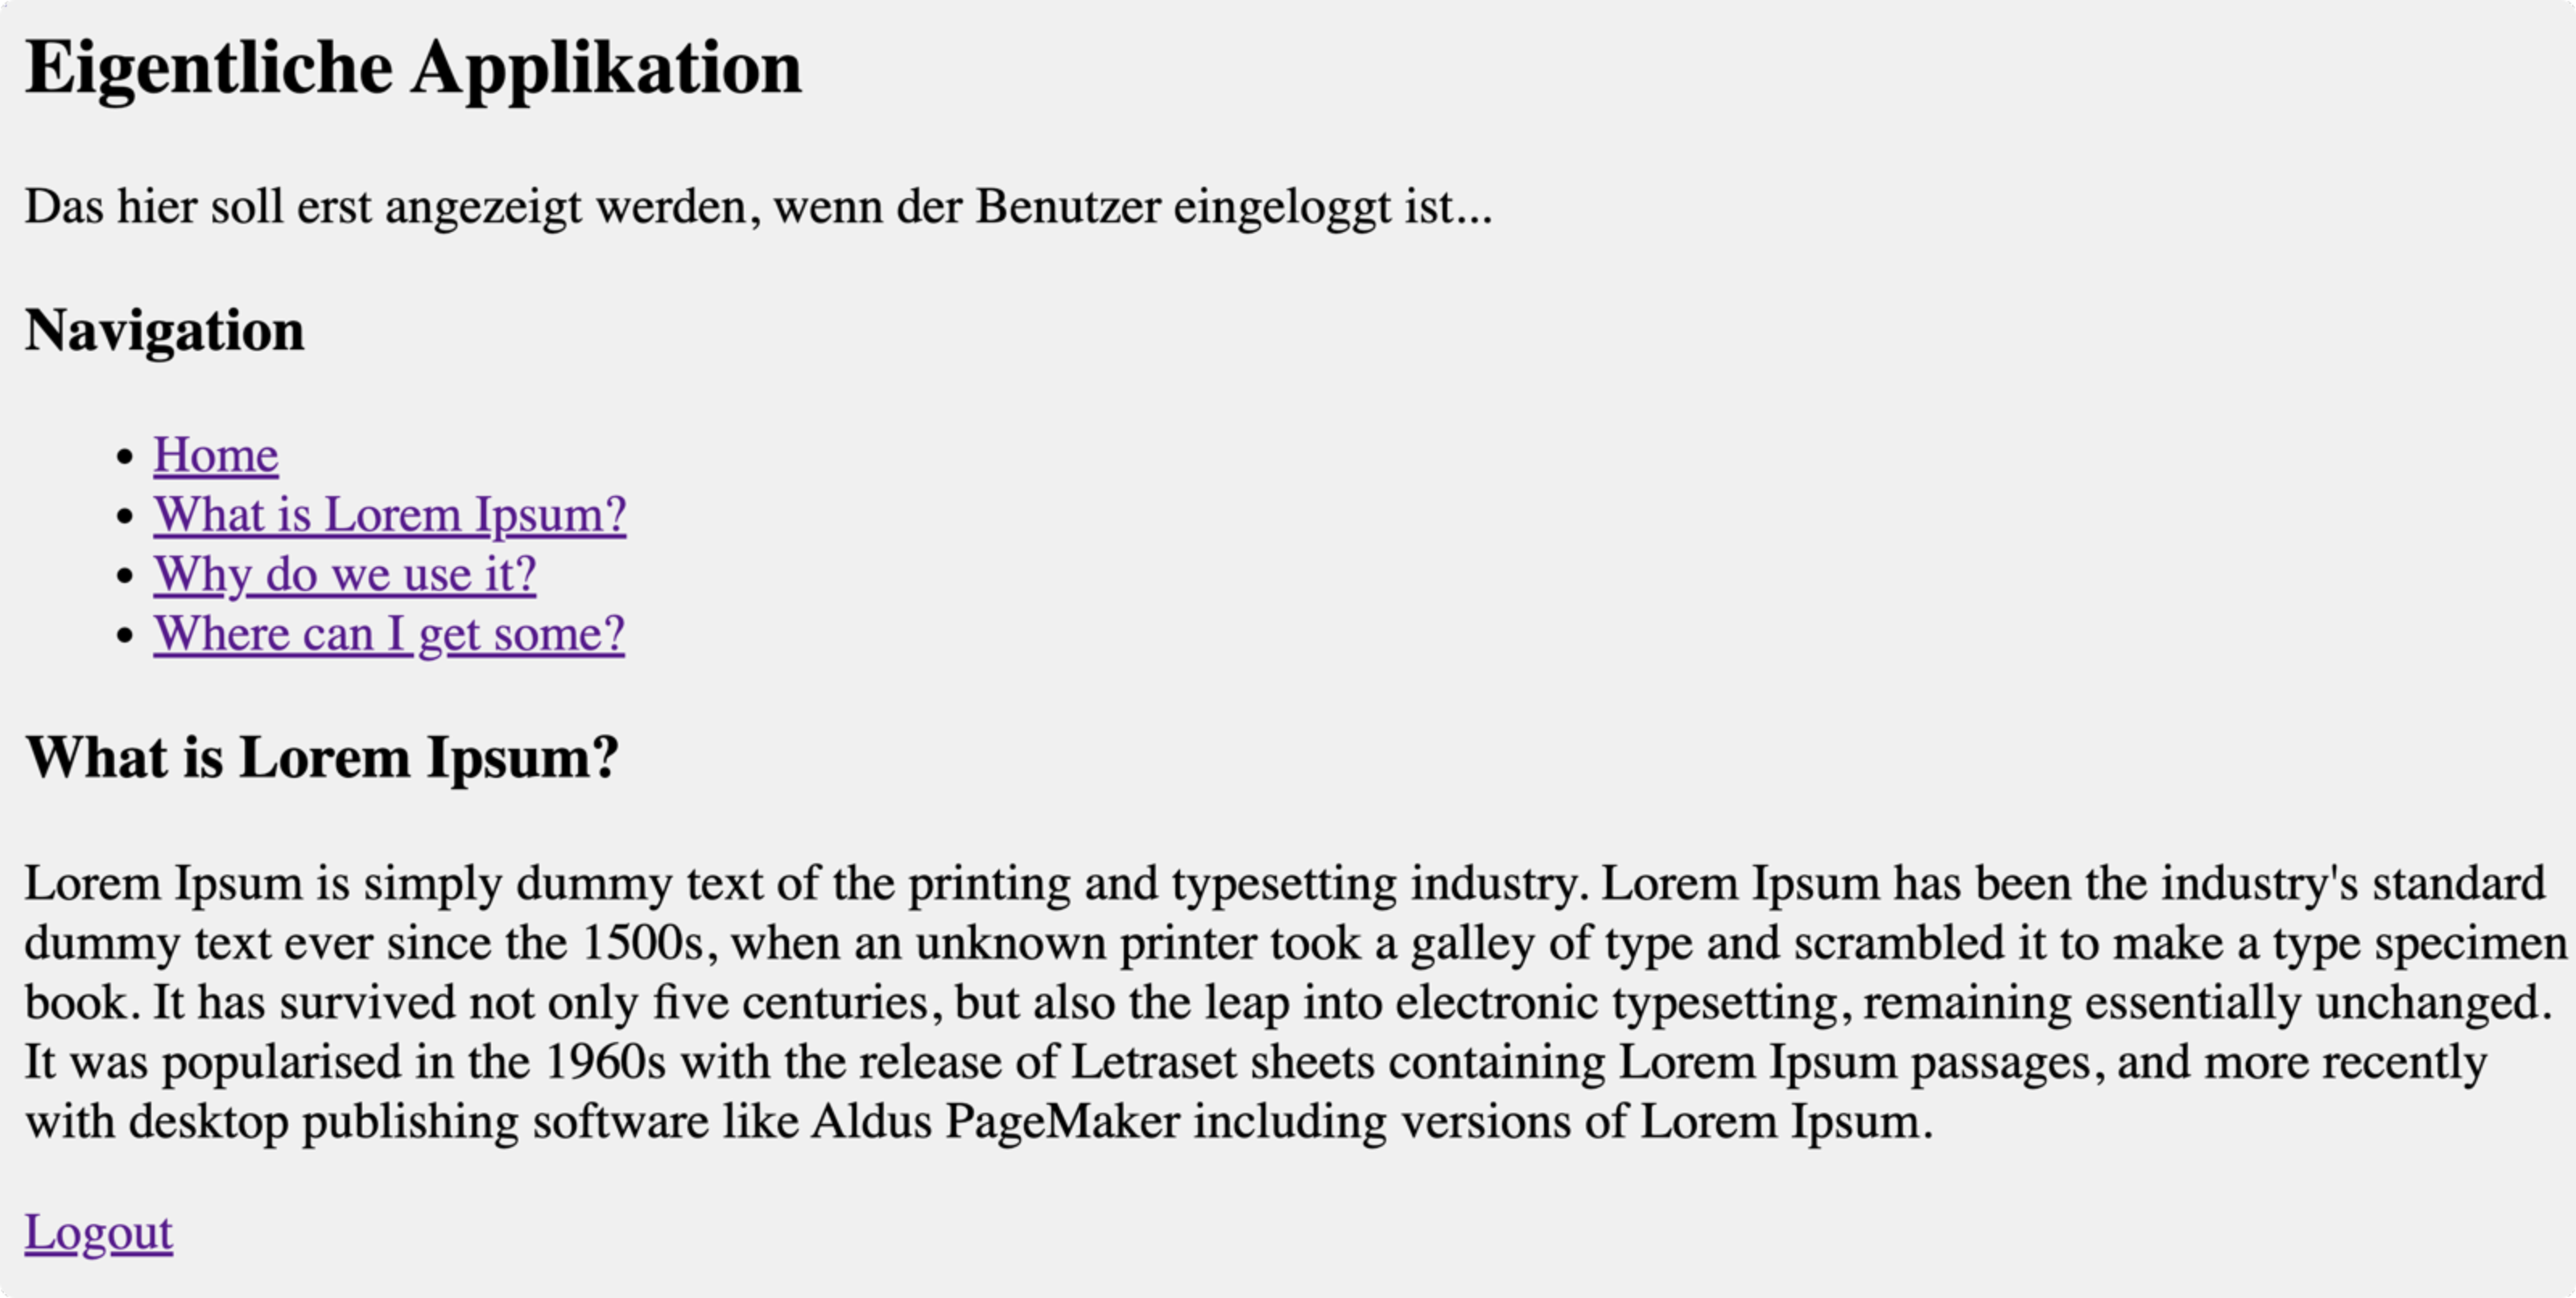 Eigentliche Applikation
Das hier soll erst angezeigt werden, wenn der Benutzer eingeloggt ist...
Navigation
Home
What is Lorem Ipsum?
Why do we use it?
Where can I get some?
What is Lorem Ipsum?
Lorem Ipsum is simply dummy text of the printing and typesetting industry. Lorem Ipsum has been the industry's standard
dummy text ever since the 1500s, when an unknown printer took a galley of type and scrambled it to make a type specimen
book. It has survived not only five centuries, but also the leap into electronic typesetting, remaining essentially unchanged.
It was popularised in the 1960s with the release of Letraset sheets containing Lorem Ipsum passages, and more recently
with desktop publishing software like Aldus PageMaker including versions of Lorem Ipsum.
Logout